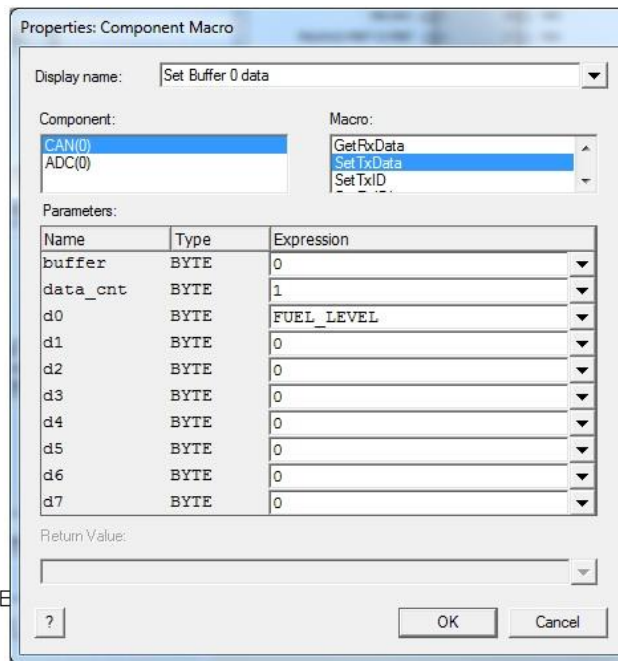 Properties: Component Macro
Display name: Set Buffer 0 data
Component: Macro:
CAN(0) GetRxData
ADC(0) SetTxData
SetTxID
Parameters:
Name Type Expression
buffer BYTE 0
data_cnt BYTE 1
d0 BYTE FUEL_LEVEL
d1 BYTE 0
d2 BYTE 0
d3 BYTE 0
d4 BYTE 0
d5 BYTE 0
d6 BYTE 0
d7 BYTE 0
Return Value:
E
? OK Cancel